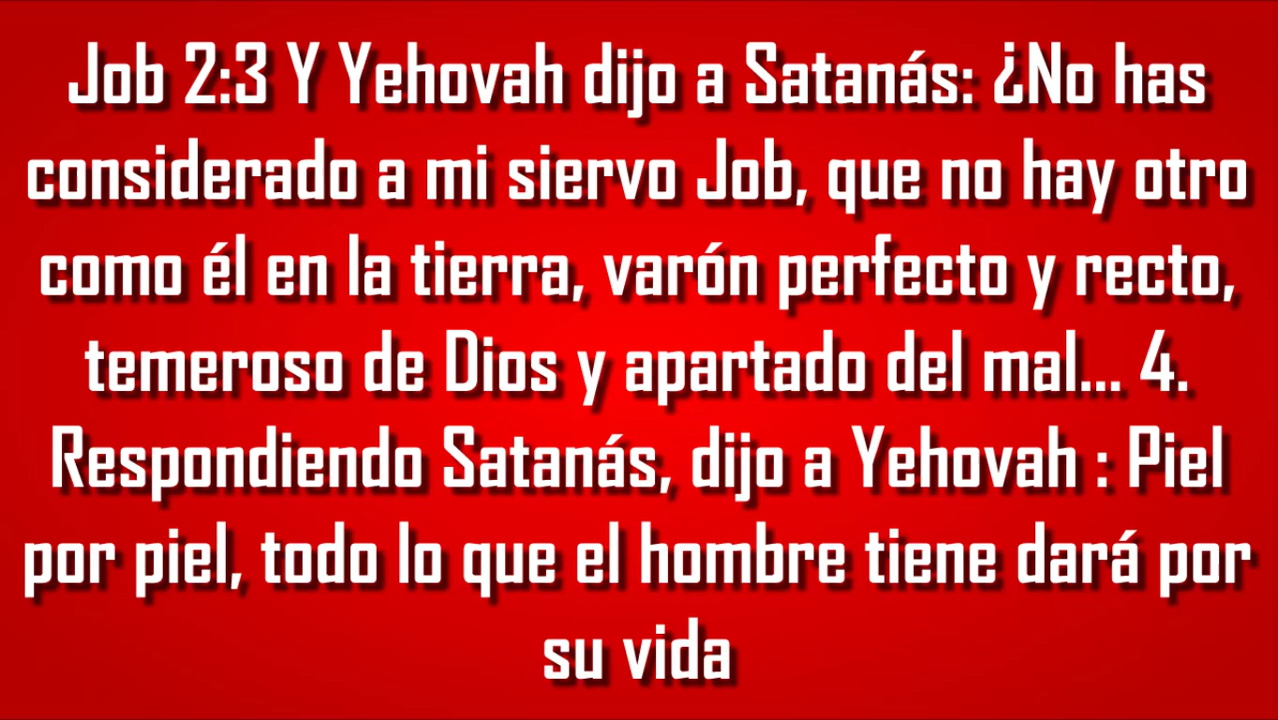 Job 2:3 Y Yehovah dijo a Satanás: ¿No has
considerado a mi siervo Job, que no hay otro
como él en la tierra, varón perfecto y recto,
temeroso de Dios y apartado del mal... 4.
Respondiendo Satanás, dijo a Yehovah : Piel
por piel, todo lo que el hombre tiene dará por
su vida